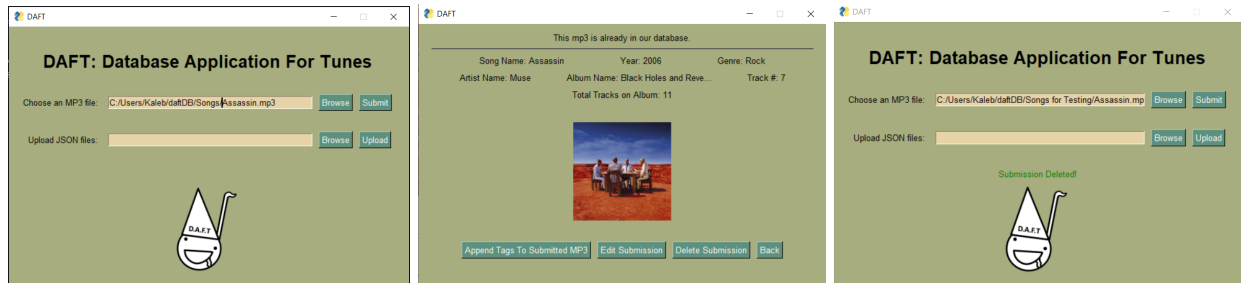 DAFT
DAFT: Database Application For Tunes
Choose an MP3 file: C:/Users/Kaleb/daftDB/Songs/Assassin.mp3 Browse Submit
Upload JSON files: Browse Upload
D.A.F.T
DAFT
This mp3 is already in our database.
Song Name: Assassin Year: 2006 Genre: Rock
Artist Name: Muse Album Name: Black Holes and Reve... Track #: 7
Total Tracks on Album: 11
Append Tags To Submitted MP3 Edit Submission Delete Submission Back
DAFT
DAFT: Database Application For Tunes
Choose an MP3 file: C:/Users/Kaleb/daftDB/Songs for Testing/Assassin.mp Browse Submit
Upload JSON files: Browse Upload
Submission Deleted!
D.A.F.T